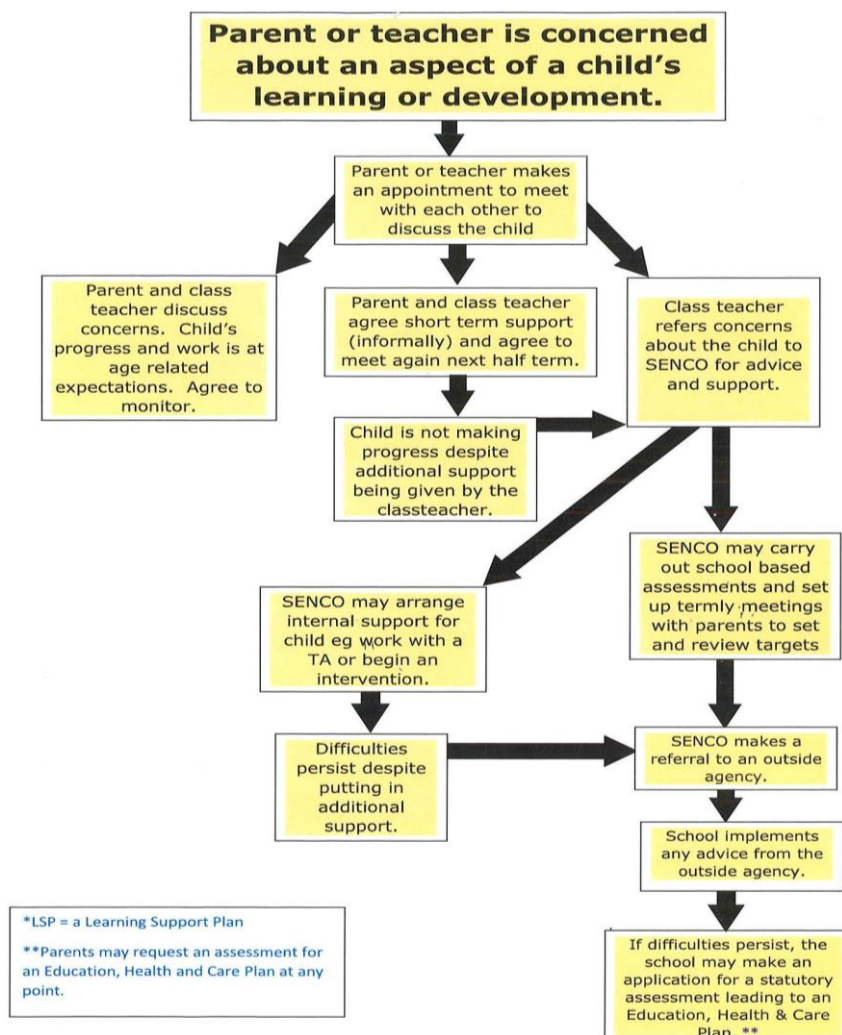 Parent or teacher is concerned
about an aspect of a child's
learning or development.
Parent or teacher makes
an appointment to meet
with each other to
discuss the child
Parent and class
teacher discuss
concerns. Child's
progress and work is at
age related
expectations. Agree to
monitor.
Parent and class teacher
agree short term support
(informally) and agree to
meet again next half term.
Class teacher
refers concerns
about the child to
SENCO for advice
and support.
Child is not making
progress despite
additional support
being given by the
classteacher.
SENCO may arrange
internal support for
child eg work with a
TA or begin an
intervention.
SENCO may carry
out school based
assessments and set
up termly meetings
with parents to set
and review targets
Difficulties
persist despite
putting in
additional
support.
SENCO makes a
referral to an outside
agency.
School implements
any advice from the
outside agency.
*LSP = a Learning Support Plan
**Parents may request an assessment for
an Education, Health and Care Plan at any
point.
If difficulties persist, the
school may make an
application for a statutory
assessment leading to an
Education, Health & Care
Plan. **